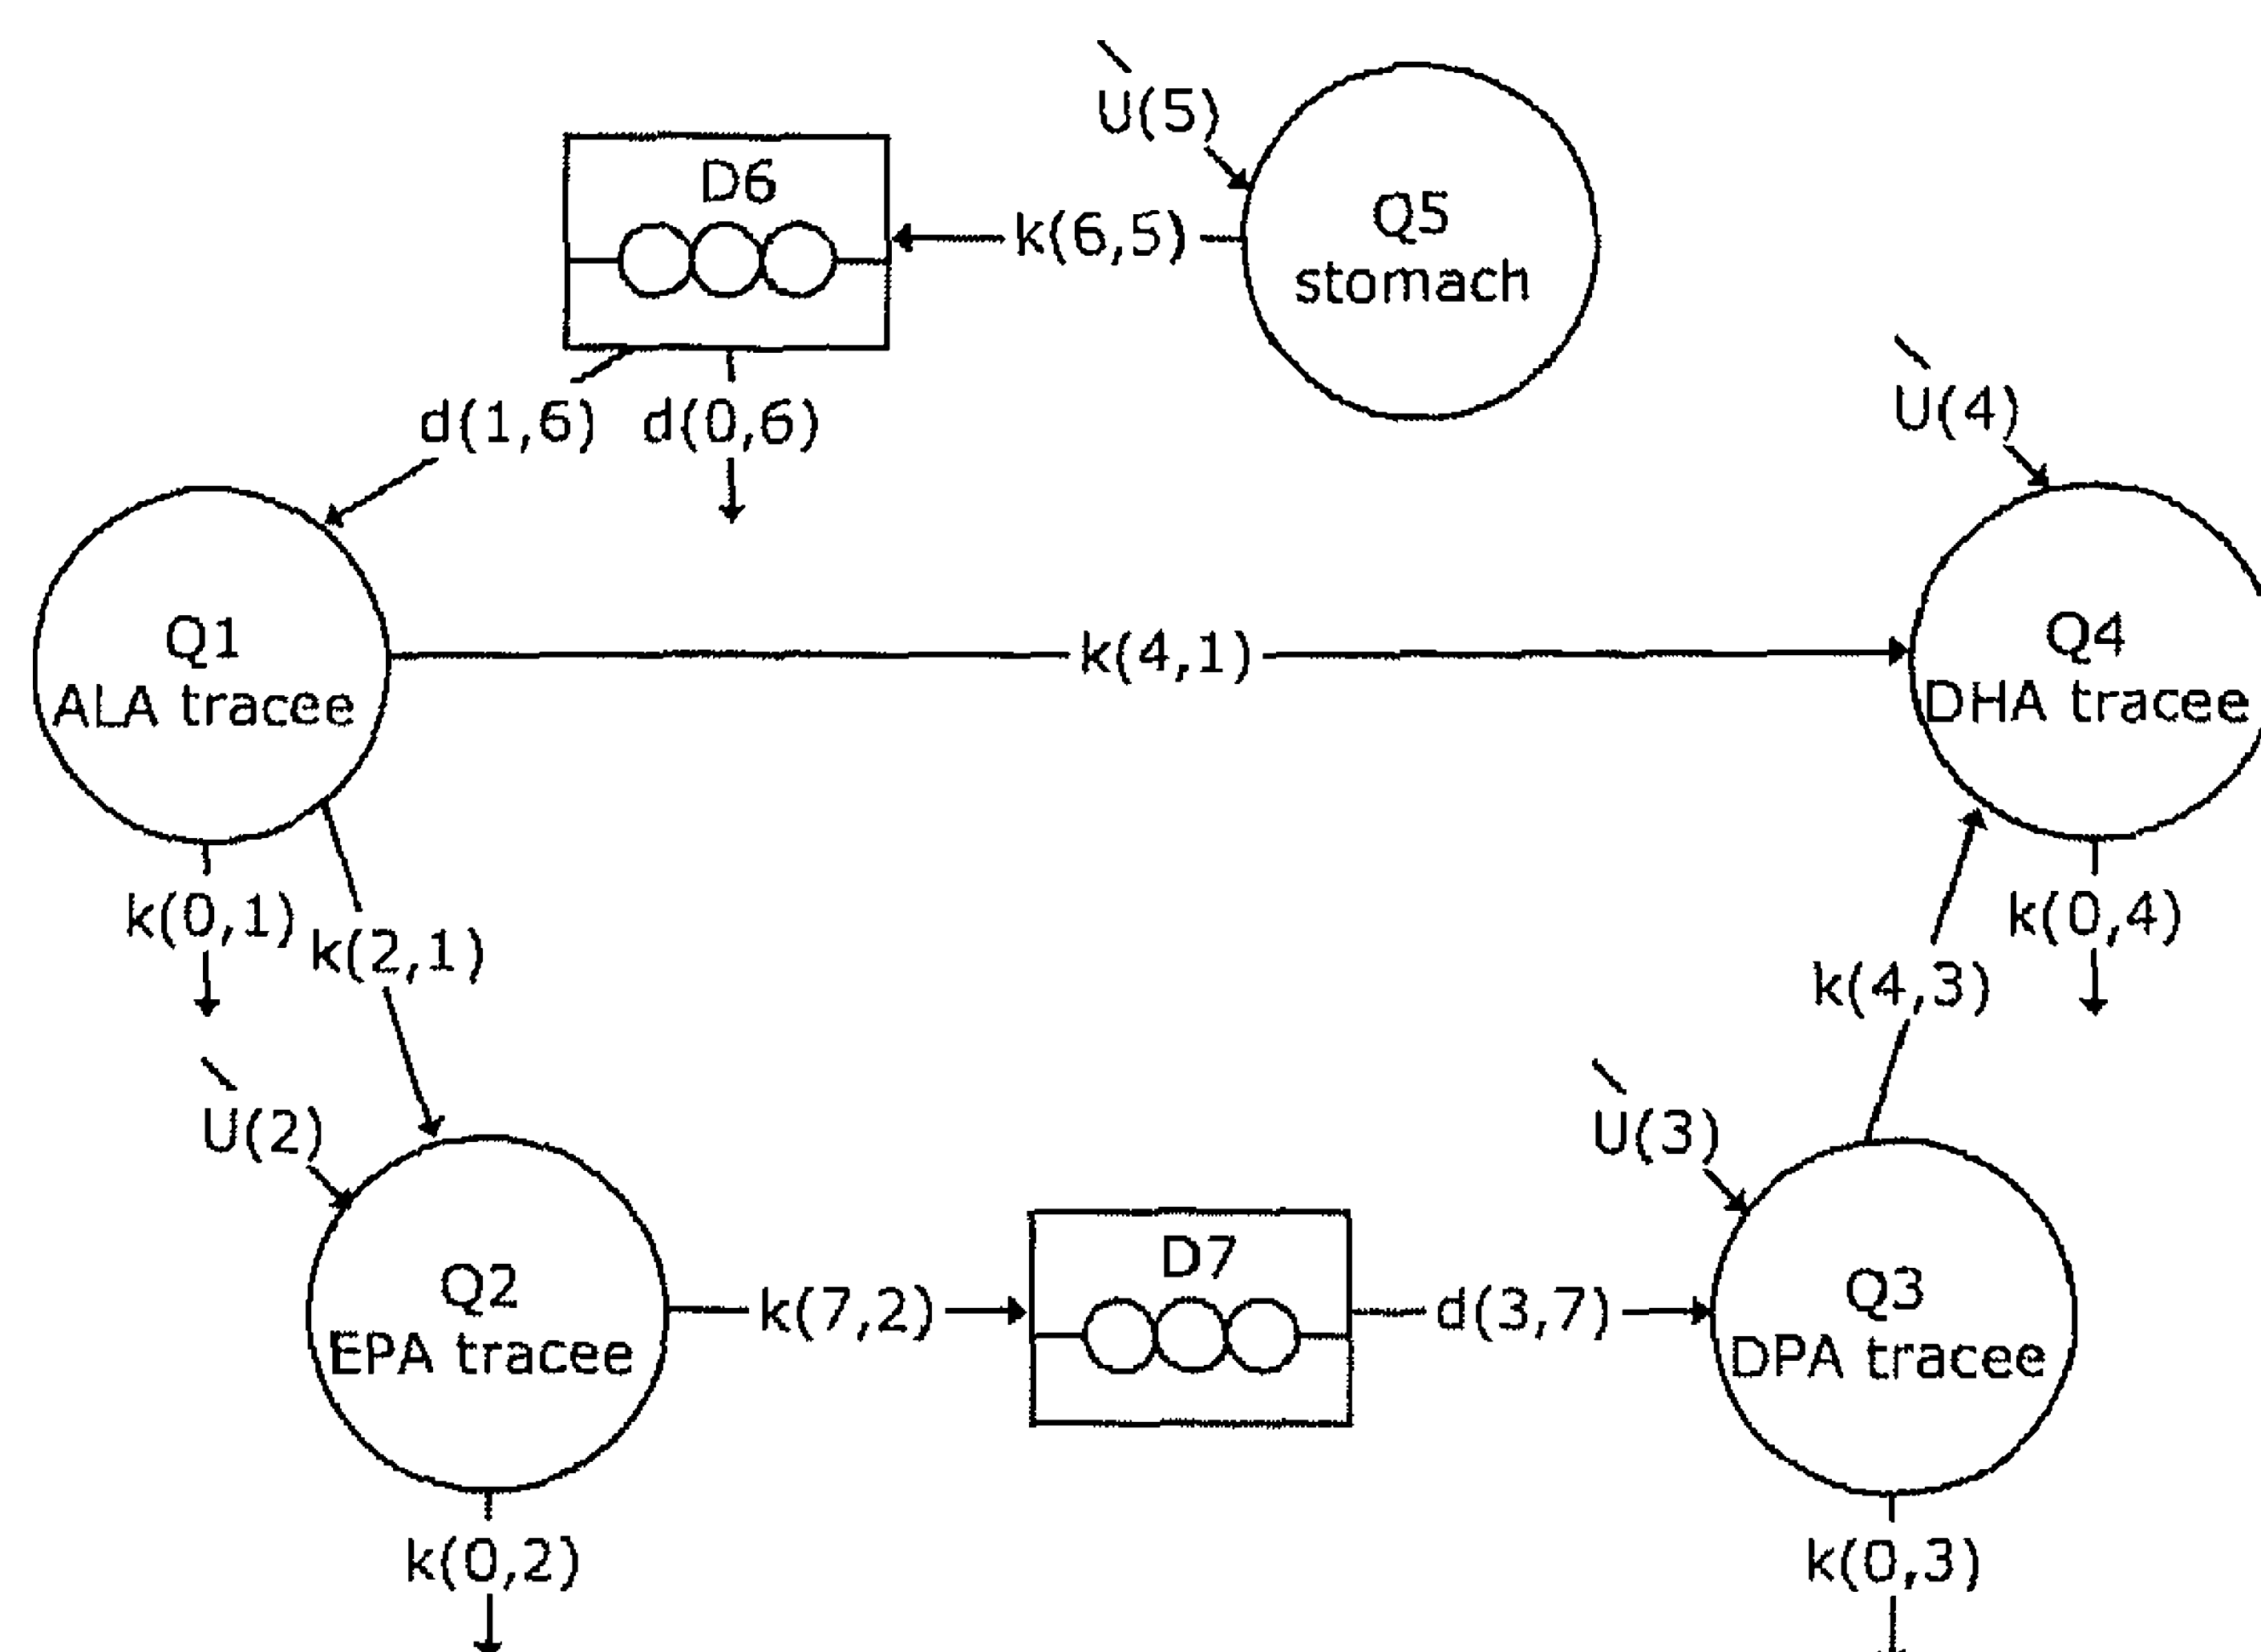 U(5)
D6
Q5
stomach
k(6,5)
U(4)
d(1,6)
d(0,6)
Q1
ALA tracee
k(4,1)
Q4
DHA tracee
k(0,1)
k(2,1)
k(0,4)
k(4,3)
U(2)
U(3)
Q2
EPA tracee
k(7,2)
D7
d(3,7)
Q3
DPA tracee
k(0,2)
k(0,3)